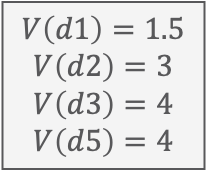 V(d1) = 1.5
V(d2) = 3
V(d3) = 4
V(d5) = 4